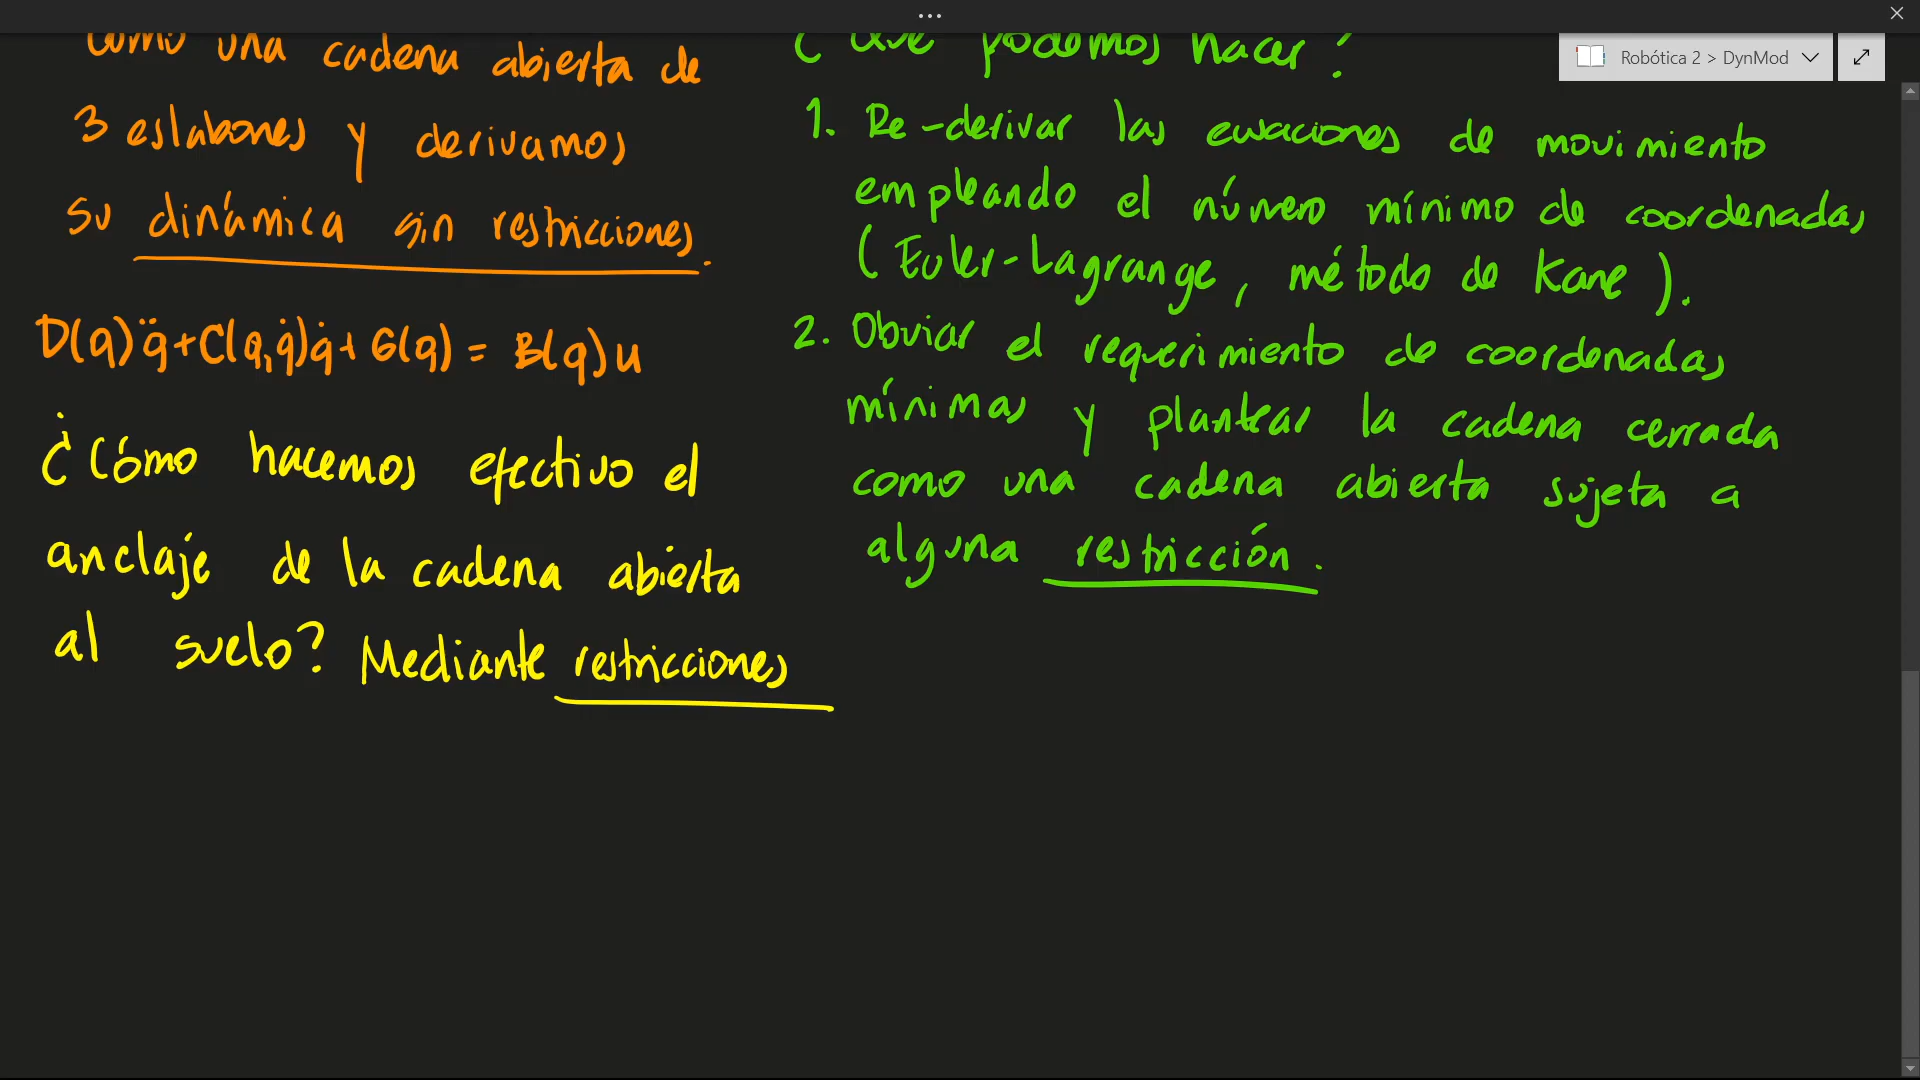 Robótica 2 > DynMod
como una cadena abierta de
3 eslabones y derivamos
su dinámica sin restricciones.
D(q)q̈+C(q,q̇)q̇+G(q) = B(q)u
¿Cómo hacemos efectivo el
anclaje de la cadena abierta
al suelo? Mediante restricciones
¿Qué podemos hacer?
1. Re-derivar las ecuaciones de movimiento
empleando el número mínimo de coordenadas
(Euler-Lagrange, método de Kane).
2. Obviar el requerimiento de coordenadas
mínimas y plantear la cadena cerrada
como una cadena abierta sujeta a
alguna restricción.